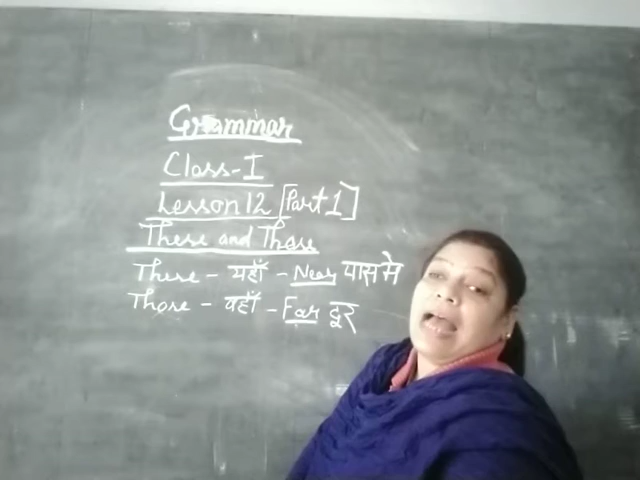 Grammar
Class-I
Lesson 12 [Part 1]
These and Those
These - यहाँ - Near पास मे
Those - वहाँ - Far दूर